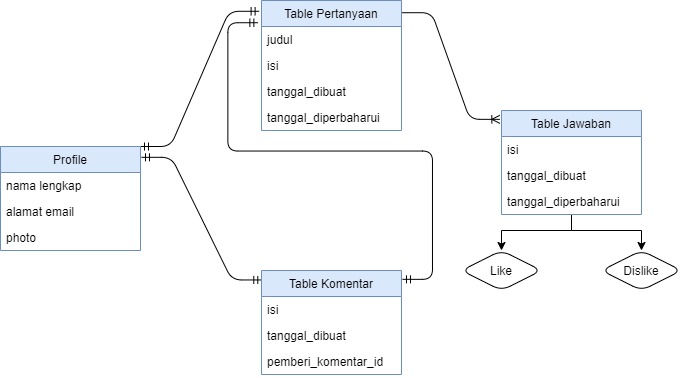 Table Pertanyaan
judul
isi
tanggal_dibuat
tanggal_diperbaharui
Table Jawaban
isi
tanggal_dibuat
tanggal_diperbaharui
Like
Dislike
Profile
nama lengkap
alamat email
photo
Table Komentar
isi
tanggal_dibuat
pemberi_komentar_id